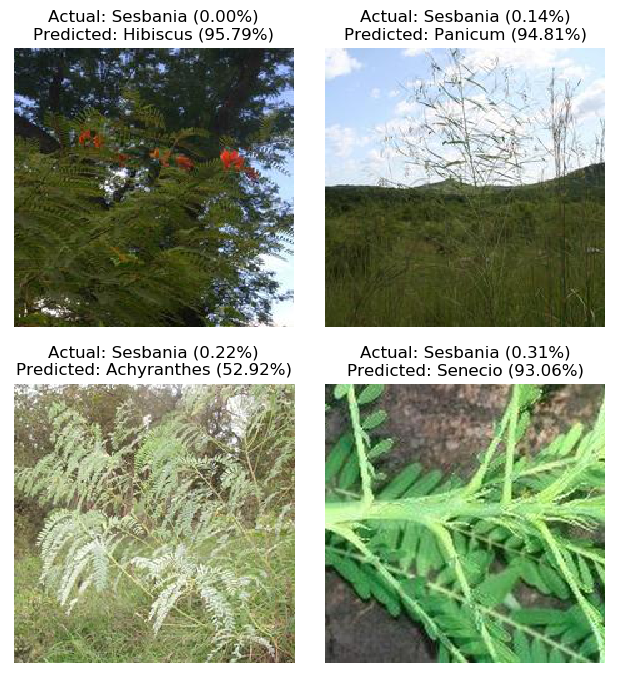 Actual: Sesbania (0.00%)
Predicted: Hibiscus (95.79%)
Actual: Sesbania (0.14%)
Predicted: Panicum (94.81%)
Actual: Sesbania (0.22%)
Predicted: Achyranthes (52.92%)
Actual: Sesbania (0.31%)
Predicted: Senecio (93.06%)